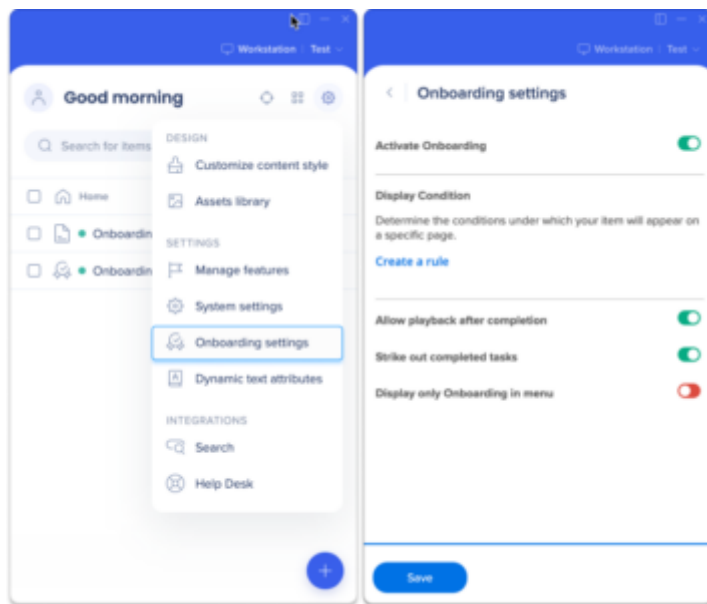 Workstation Test
Good morning
Search for items
DESIGN
Customize content style
Assets library
Home
Onboardin
Onboardin
SETTINGS
Manage features
System settings
Onboarding settings
Dynamic text attributes
INTEGRATIONS
Search
Help Desk
Workstation Test
Onboarding settings
Activate Onboarding
Display Condition
Determine the conditions under which your item will appear on
a specific page.
Create a rule
Allow playback after completion
Strike out completed tasks
Display only Onboarding in menu
Save